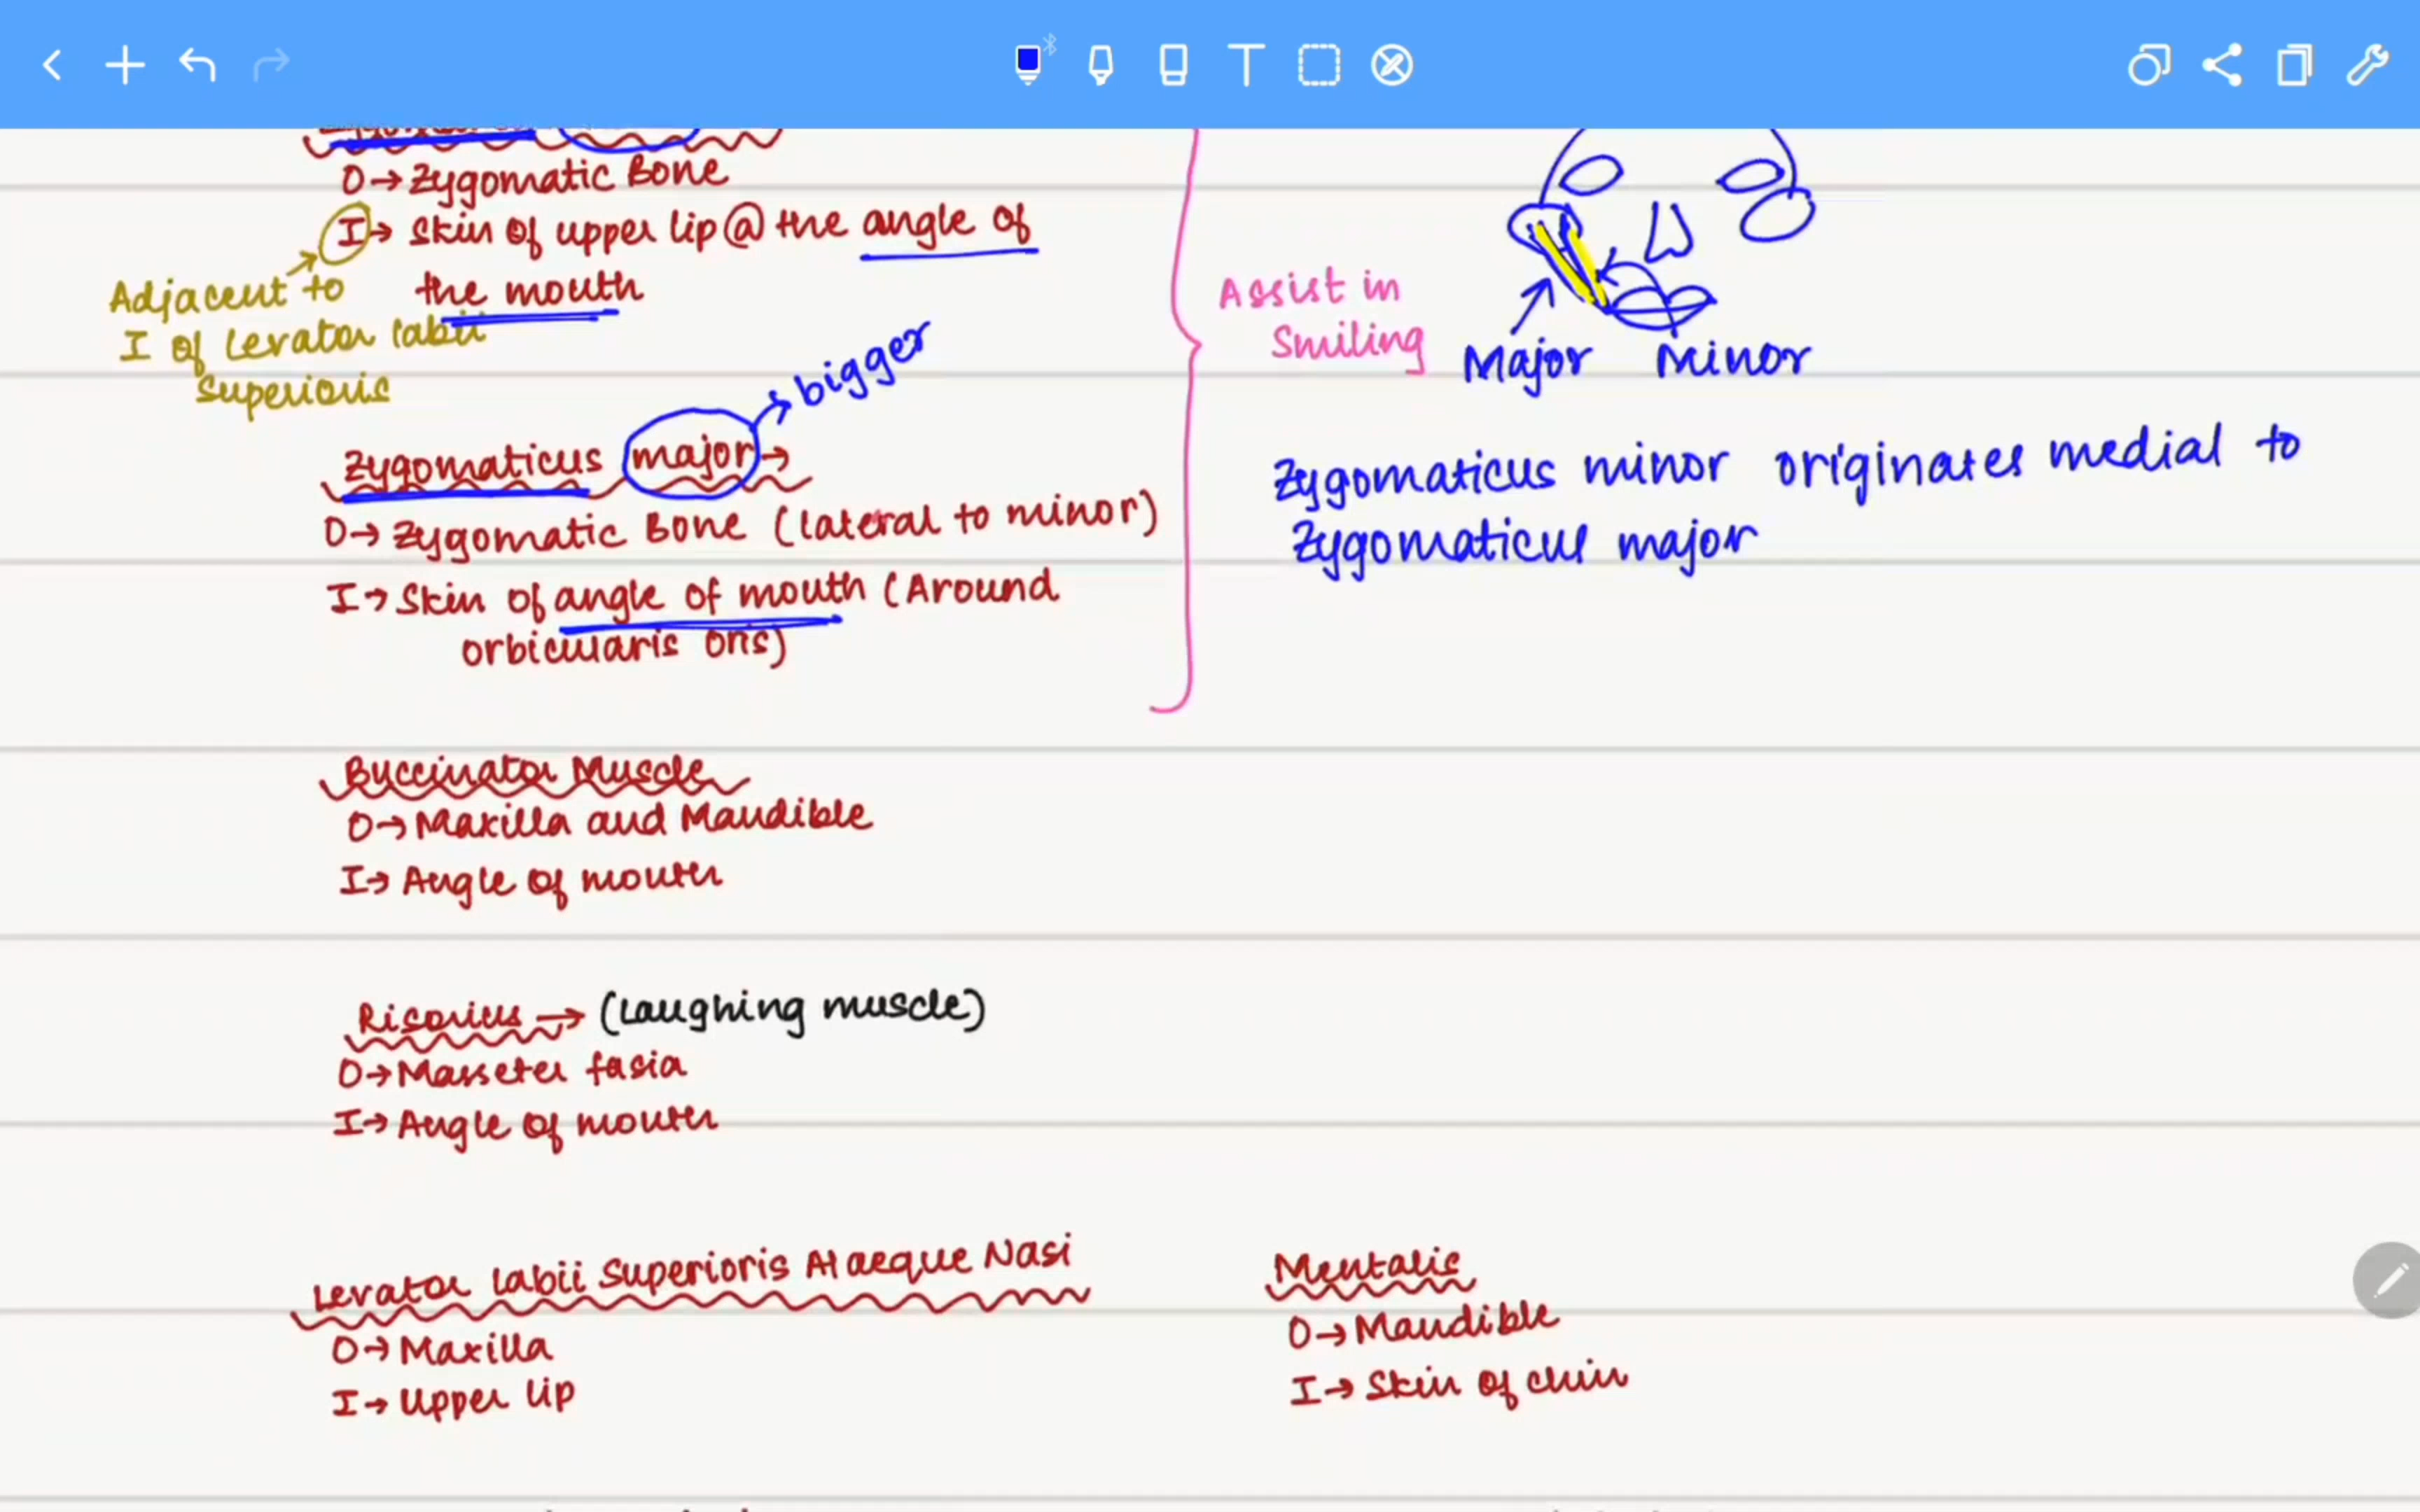 O→ Zygomatic Bone
I→ Skin of upper lip @ the angle of
the mouth
Adjacent to
I of Levator labii
Superioris
Zygomaticus major →
bigger
O→ Zygomatic Bone (lateral to minor)
I→ Skin of angle of mouth (Around
orbicularis oris)
Assist in
Smiling
Major Minor
Zygomaticus minor originates medial to
Zygomaticus major
Buccinator Muscle
O→ Maxilla and Mandible
I→ Angle of mouth
Risorius → (Laughing muscle)
O→ Masseter fasia
I→ Angle of mouth
Levator Labii Superioris Alaeque Nasi
O→ Maxilla
I→ Upper lip
Mentalis
O→ Mandible
I→ Skin of chin